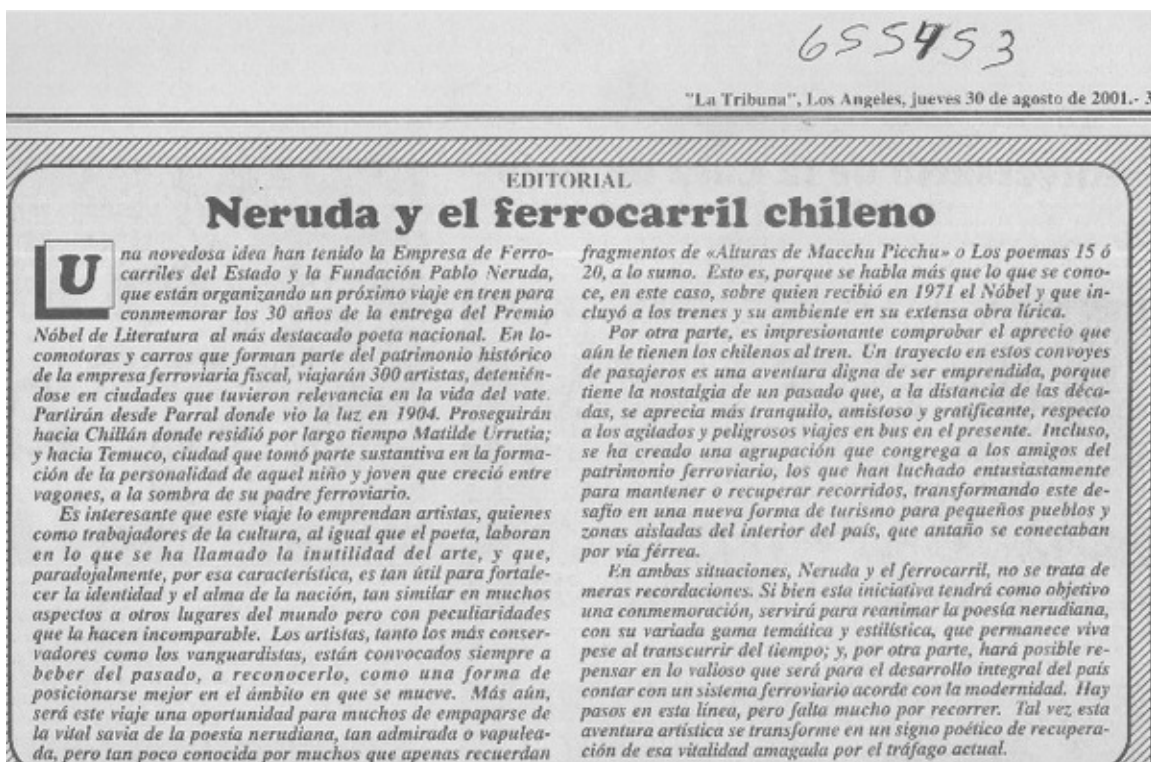 655453
"La Tribuna", Los Angeles, jueves 30 de agosto de 2001.- 3
EDITORIAL
Neruda y el ferrocarril chileno
Una novedosa idea han tenido la Empresa de Ferro-
carriles del Estado y la Fundación Pablo Neruda,
que están organizando un próximo viaje en tren para
conmemorar los 30 años de la entrega del Premio
Nóbel de Literatura al más destacado poeta nacional. En lo-
comotoras y carros que forman parte del patrimonio histórico
de la empresa ferroviaria fiscal, viajarán 300 artistas, detenién-
dose en ciudades que tuvieron relevancia en la vida del vate.
Partirán desde Parral donde vio la luz en 1904. Proseguirán
hacia Chillán donde residió por largo tiempo Matilde Urrutia;
y hacia Temuco, ciudad que tomó parte sustantiva en la forma-
ción de la personalidad de aquel niño y joven que creció entre
vagones, a la sombra de su padre ferroviario.
Es interesante que este viaje lo emprendan artistas, quienes
como trabajadores de la cultura, al igual que el poeta, laboran
en lo que se ha llamado la inutilidad del arte, y que,
paradojalmente, por esa característica, es tan útil para fortale-
cer la identidad y el alma de la nación, tan similar en muchos
aspectos a otros lugares del mundo pero con peculiaridades
que la hacen incomparable. Los artistas, tanto los más conser-
vadores como los vanguardistas, están convocados siempre a
beber del pasado, a reconocerlo, como una forma de
posicionarse mejor en el ámbito en que se mueve. Más aún,
será este viaje una oportunidad para muchos de empaparse de
la vital savia de la poesía nerudiana, tan admirada o vapulea-
da, pero tan poco conocida por muchos que apenas recuerdan
fragmentos de «Alturas de Macchu Picchu» o Los poemas 15 ó
20, a lo sumo. Esto es, porque se habla más que lo que se cono-
ce, en este caso, sobre quien recibió en 1971 el Nóbel y que in-
cluyó a los trenes y su ambiente en su extensa obra lírica.
Por otra parte, es impresionante comprobar el aprecio que
aún le tienen los chilenos al tren. Un trayecto en estos convoyes
de pasajeros es una aventura digna de ser emprendida, porque
tiene la nostalgia de un pasado que, a la distancia de las déca-
das, se aprecia más tranquilo, amistoso y gratificante, respecto
a los agitados y peligrosos viajes en bus en el presente. Incluso,
se ha creado una agrupación que congrega a los amigos del
patrimonio ferroviario, los que han luchado entusiastamente
para mantener o recuperar recorridos, transformando este de-
safío en una nueva forma de turismo para pequeños pueblos y
zonas aisladas del interior del país, que antaño se conectaban
por vía férrea.
En ambas situaciones, Neruda y el ferrocarril, no se trata de
meras recordaciones. Si bien esta iniciativa tendrá como objetivo
una conmemoración, servirá para reanimar la poesía nerudiana,
con su variada gama temática y estilística, que permanece viva
pese al transcurrir del tiempo; y, por otra parte, hará posible re-
pensar en lo valioso que será para el desarrollo integral del país
contar con un sistema ferroviario acorde con la modernidad. Hay
pasos en esta línea, pero falta mucho por recorrer. Tal vez esta
aventura artística se transforme en un signo poético de recupera-
ción de esa vitalidad amagada por el tráfago actual.